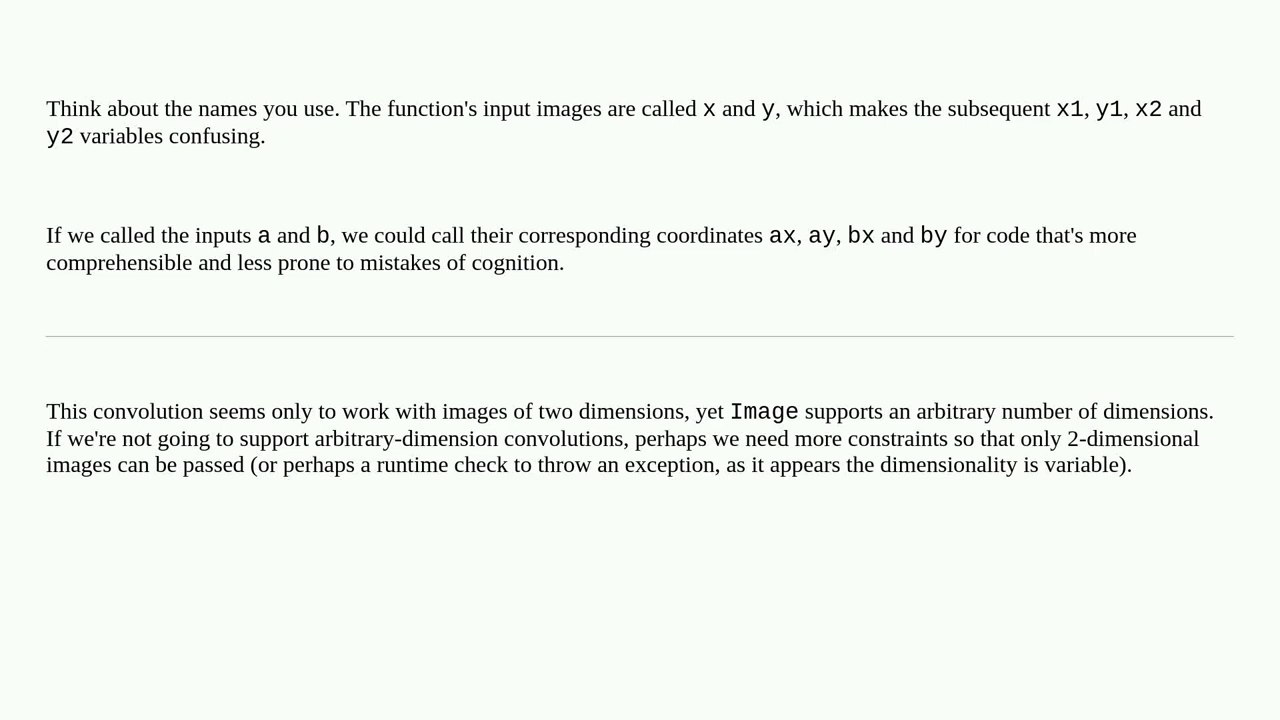 Think about the names you use. The function's input images are called x and y, which makes the subsequent x1, y1, x2 and
y2 variables confusing.
If we called the inputs a and b, we could call their corresponding coordinates ax, ay, bx and by for code that's more
comprehensible and less prone to mistakes of cognition.
This convolution seems only to work with images of two dimensions, yet Image supports an arbitrary number of dimensions.
If we're not going to support arbitrary-dimension convolutions, perhaps we need more constraints so that only 2-dimensional
images can be passed (or perhaps a runtime check to throw an exception, as it appears the dimensionality is variable).